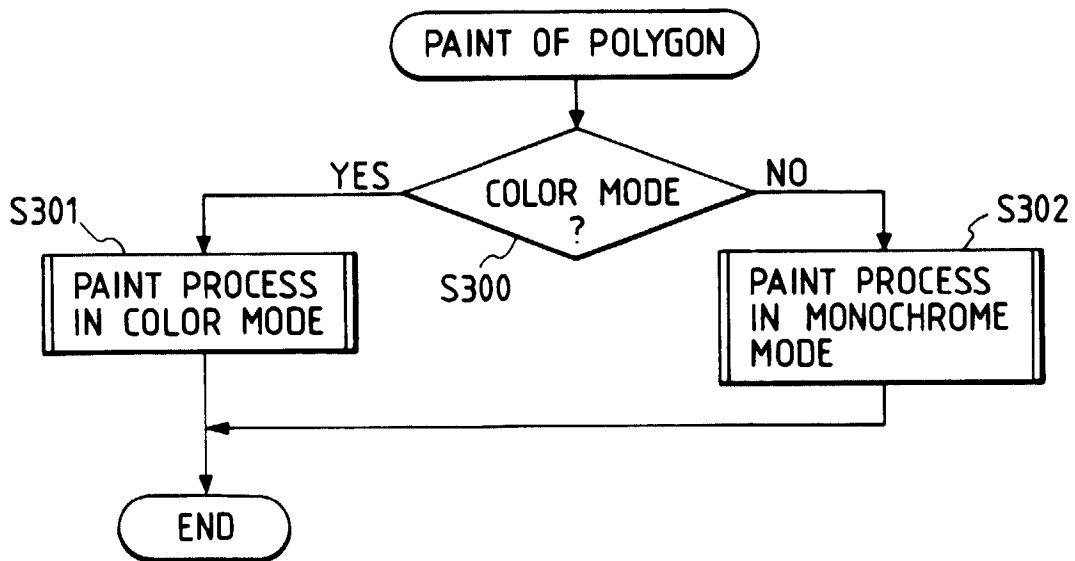 PAINT OF POLYGON
YES
NO
COLOR MODE
?
S301
S300
S302
PAINT PROCESS
IN COLOR MODE
PAINT PROCESS
IN MONOCHROME
MODE
END